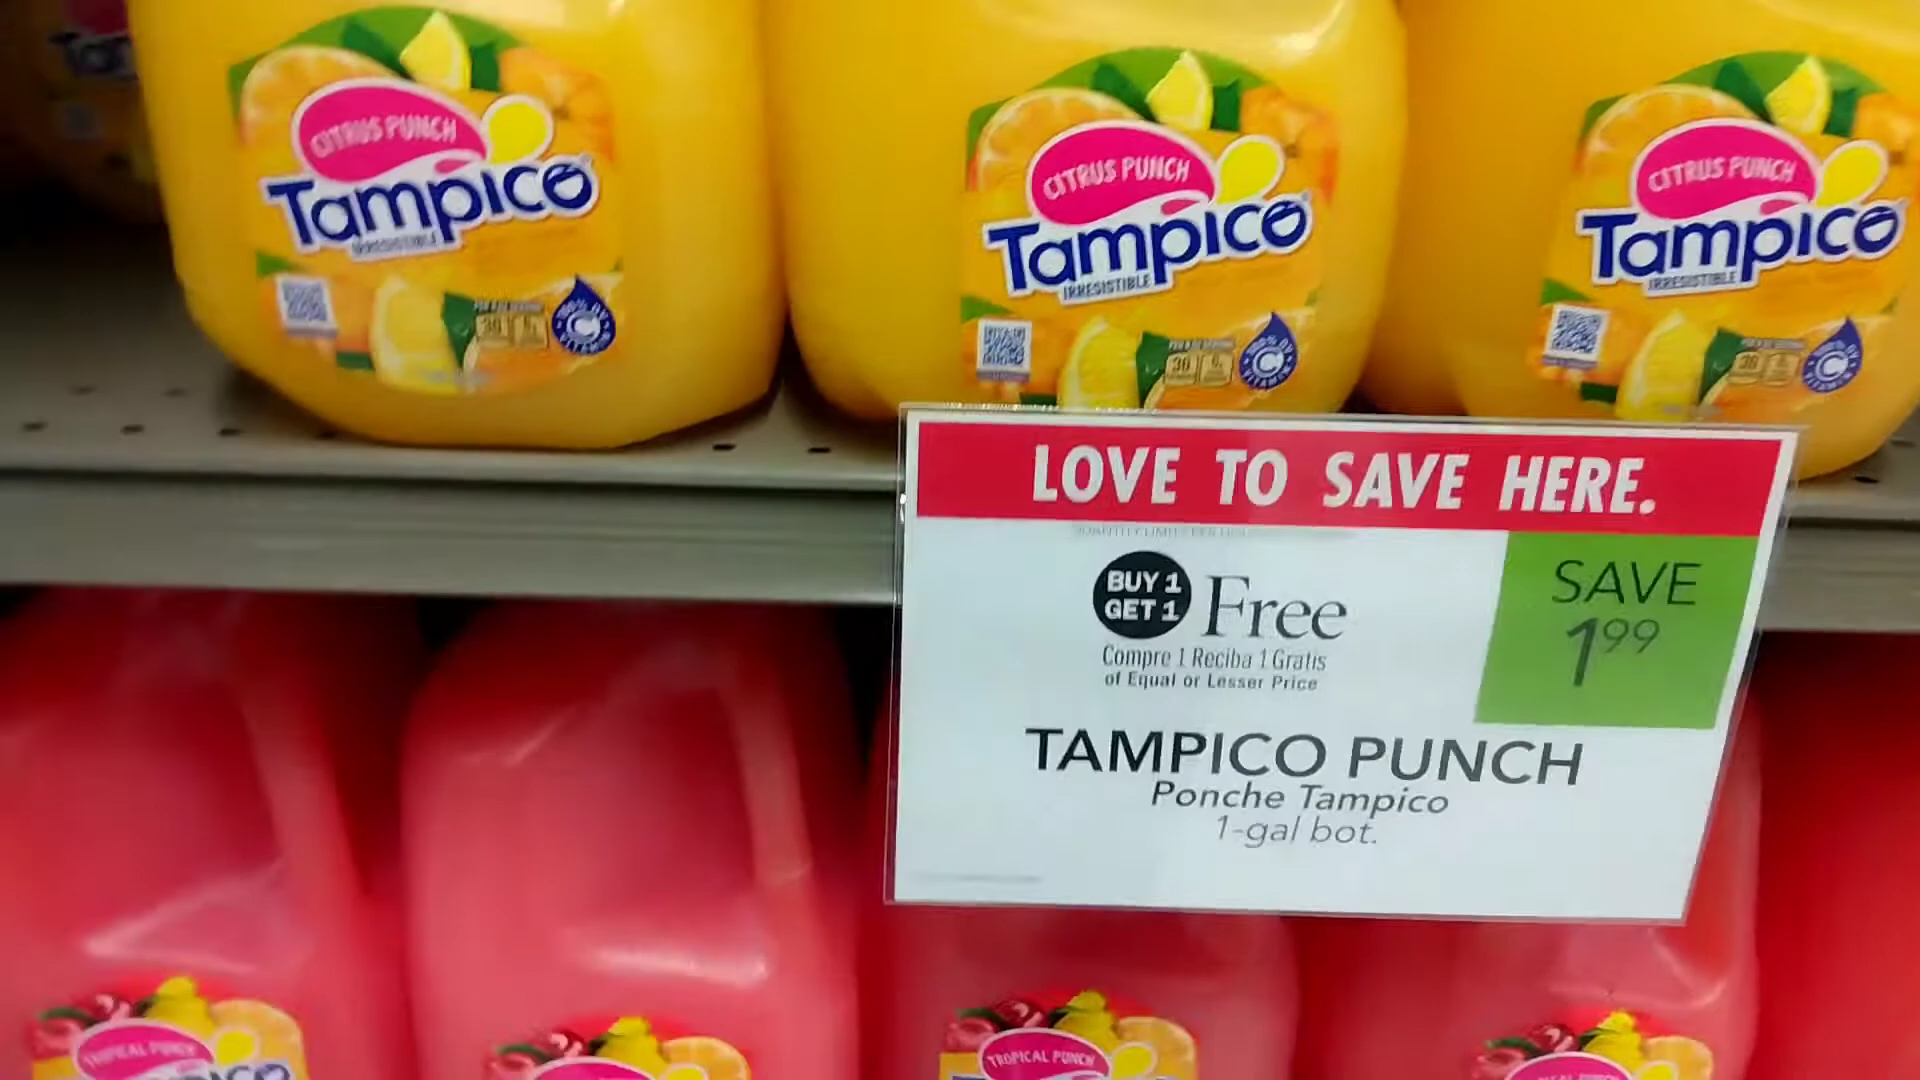 CITRUS PUNCH
Tampico
IRRESISTIBLE
CITRUS PUNCH
Tampico
IRRESISTIBLE
CITRUS PUNCH
Tampico
IRRESISTIBLE
LOVE TO SAVE HERE.
BUY 1
GET 1
Free
Compre 1 Reciba 1 Gratis
of Equal or Lesser Price
SAVE
1.99
TAMPICO PUNCH
Ponche Tampico
1-gal bot.
TROPICAL PUNCH
TROPICAL PUNCH